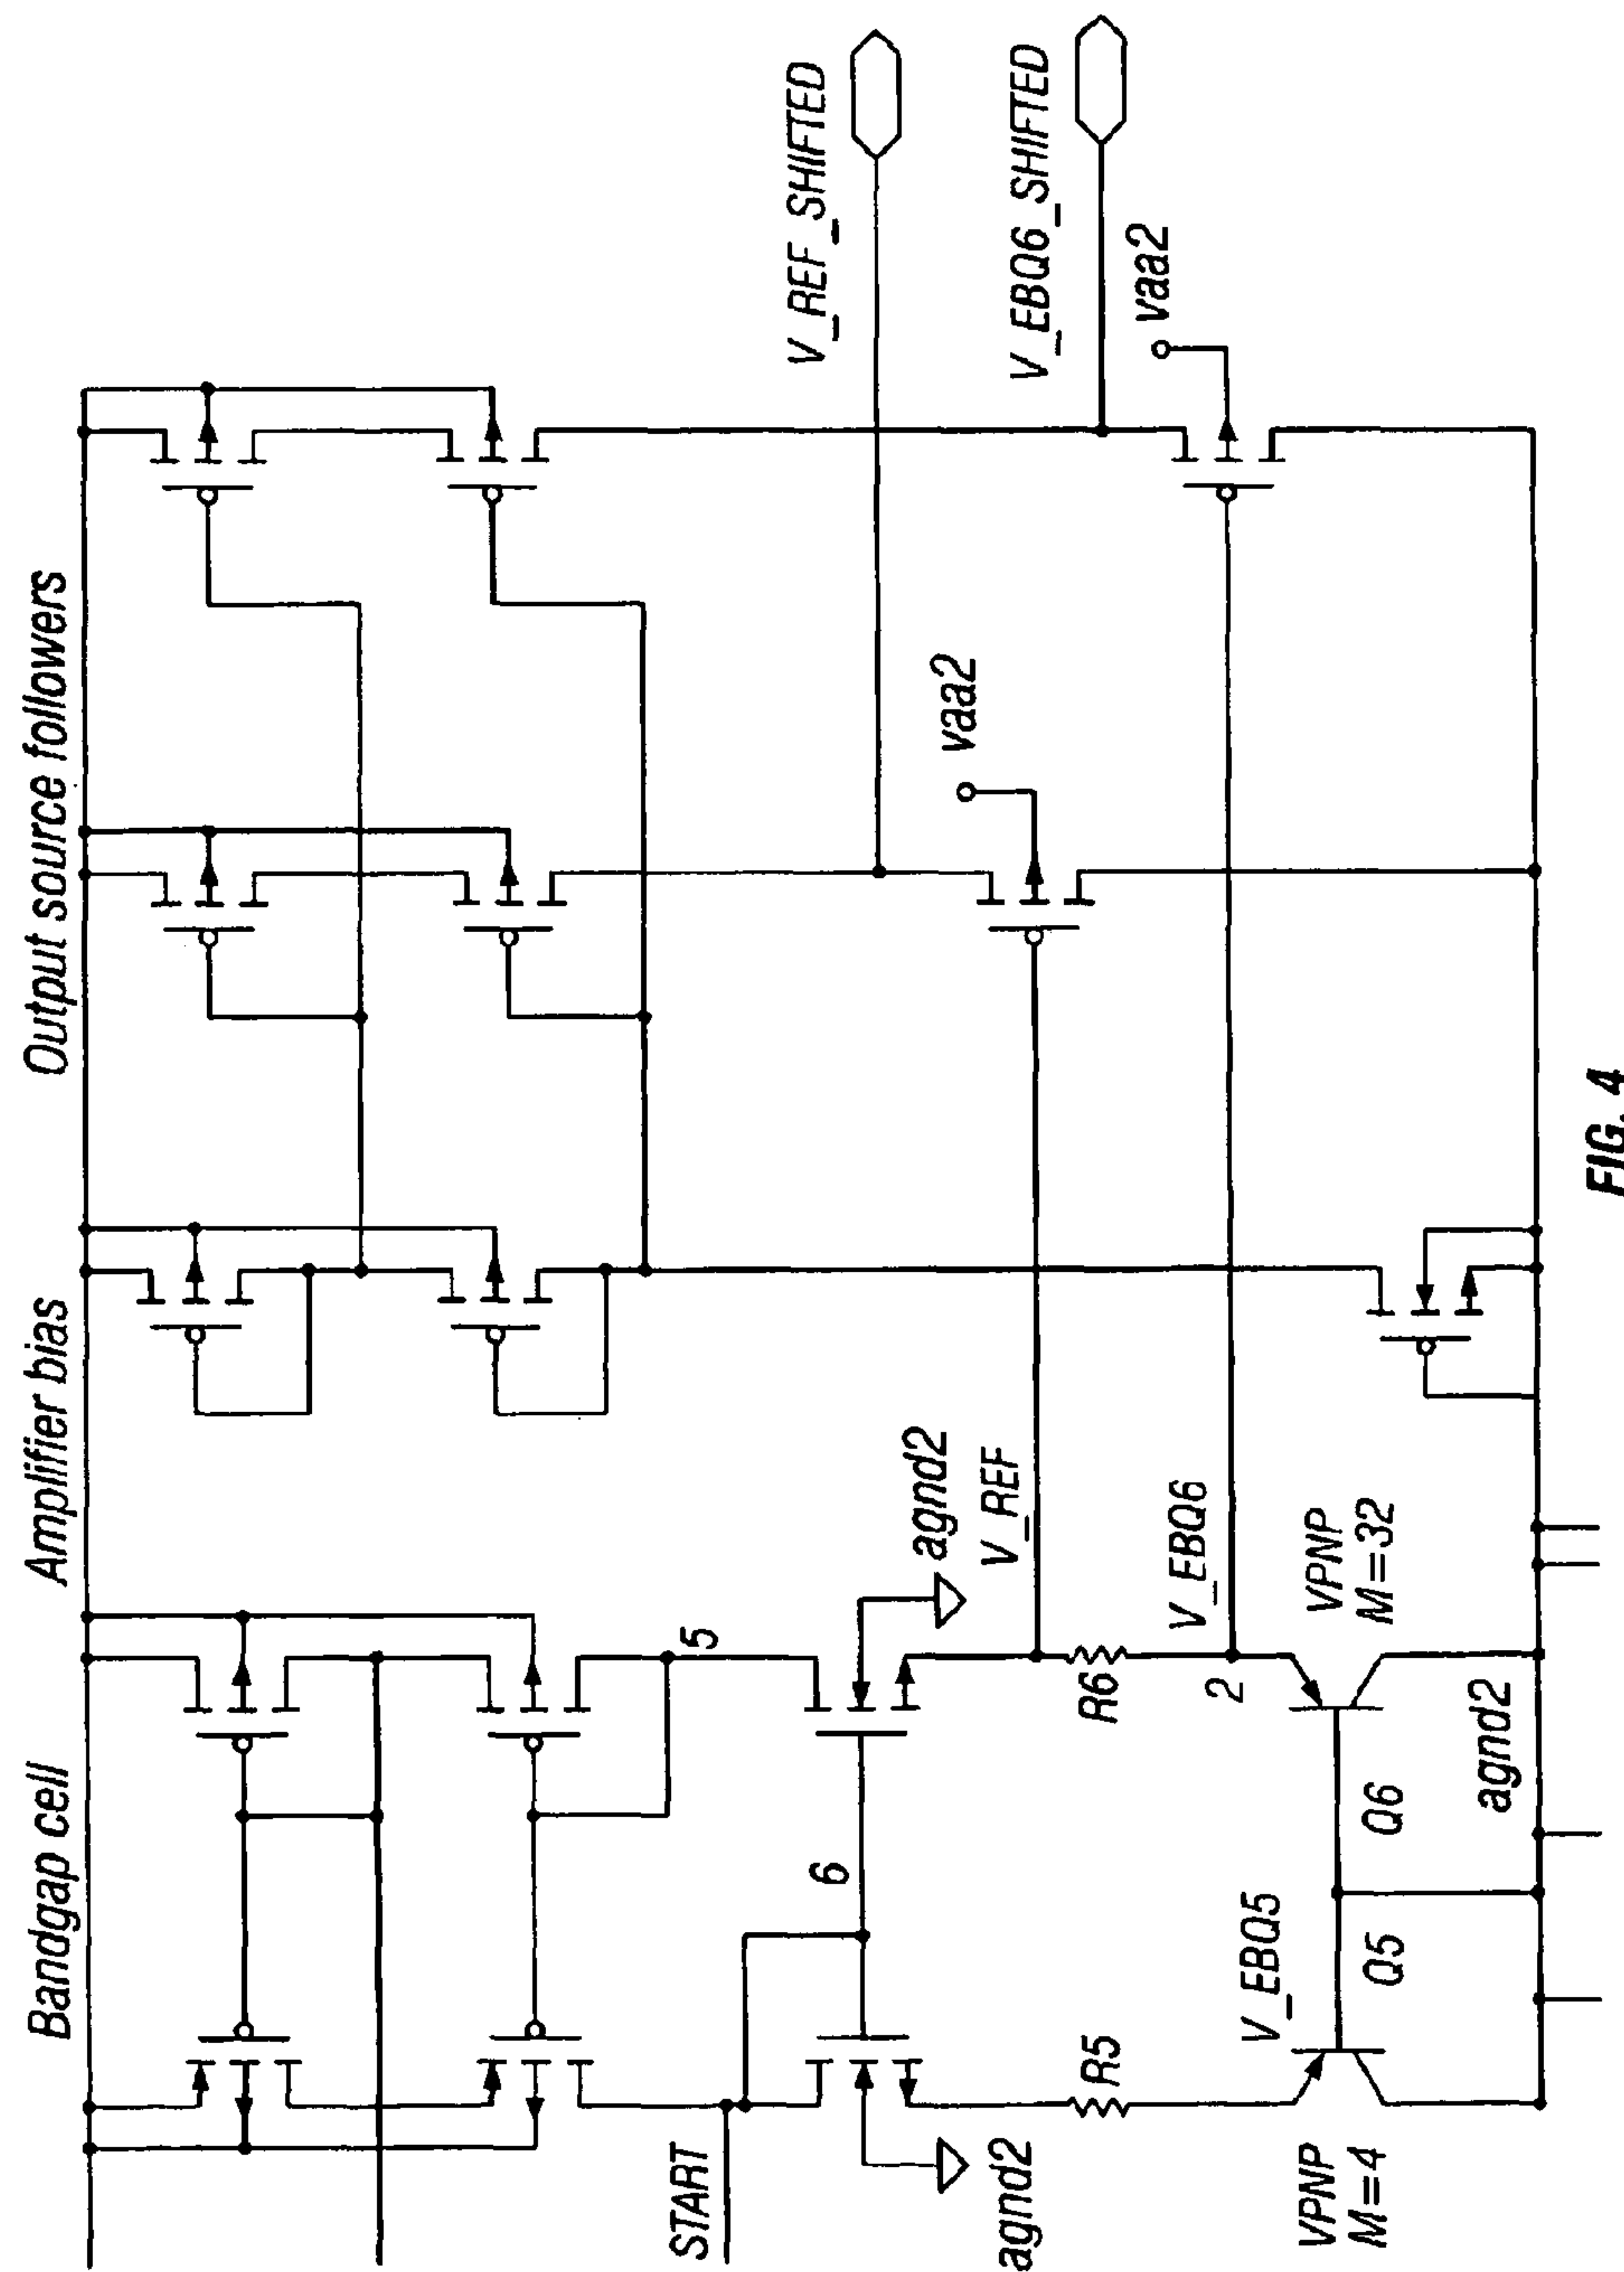 Bandgap cell
Amplifier bias
Output source followers
START
6
5
agnd2
agnd2
V_REF
V_REF_SHIFTED
vaa2
V_EBQ6_SHIFTED
vaa2
R5
R6
2
V_EBQ6
V_EBQ5
VPNP
M=4
Q5
Q6
VPNP
M=32
agnd2
FIG. 4